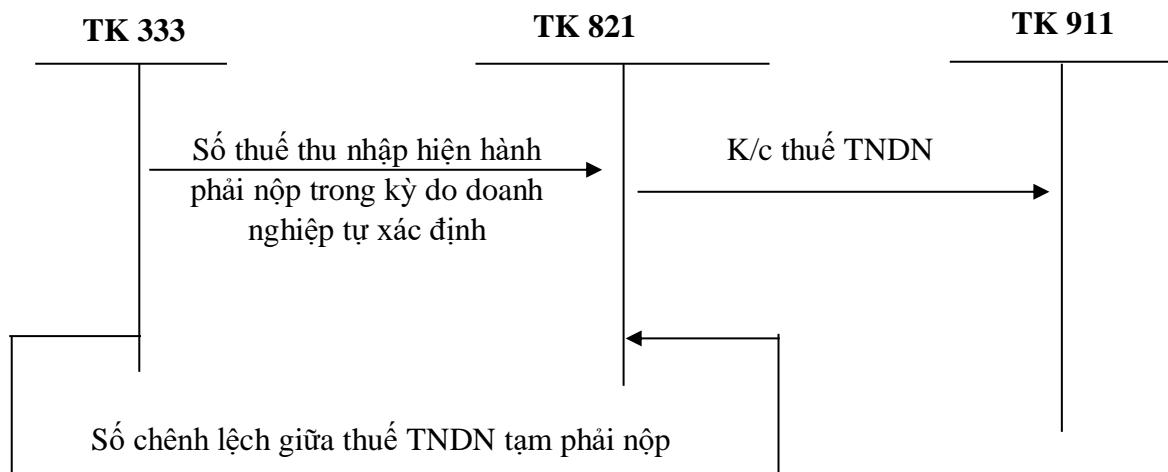 TK 333
TK 821
TK 911
Số thuế thu nhập hiện hành
phải nộp trong kỳ do doanh
nghiệp tự xác định
K/c thuế TNDN
Số chênh lệch giữa thuế TNDN tạm phải nộp